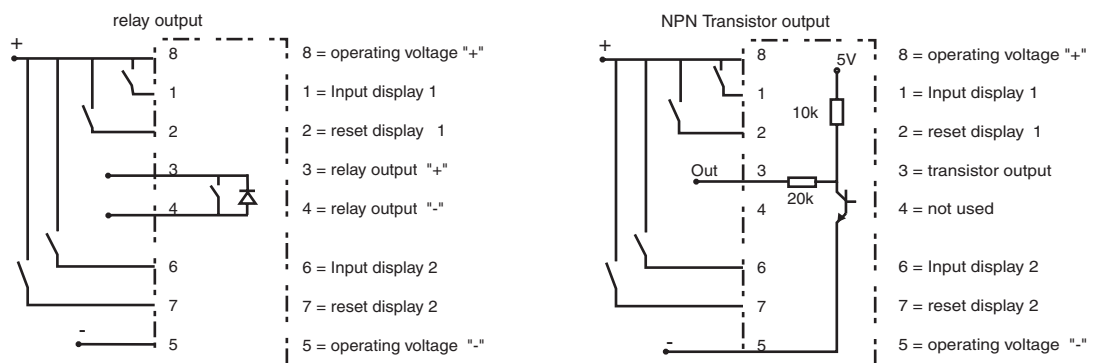 relay output
+
8
8 = operating voltage "+"
1
1 = Input display 1
2
2 = reset display 1
3
3 = relay output "+"
4
4 = relay output "-"
6
6 = Input display 2
7
7 = reset display 2
-
5
5 = operating voltage "-"
NPN Transistor output
+
8
5V
8 = operating voltage "+"
1
10k
1 = Input display 1
2
2 = reset display 1
Out
3
20k
3 = transistor output
4
4 = not used
6
6 = Input display 2
7
7 = reset display 2
-
5
5 = operating voltage "-"